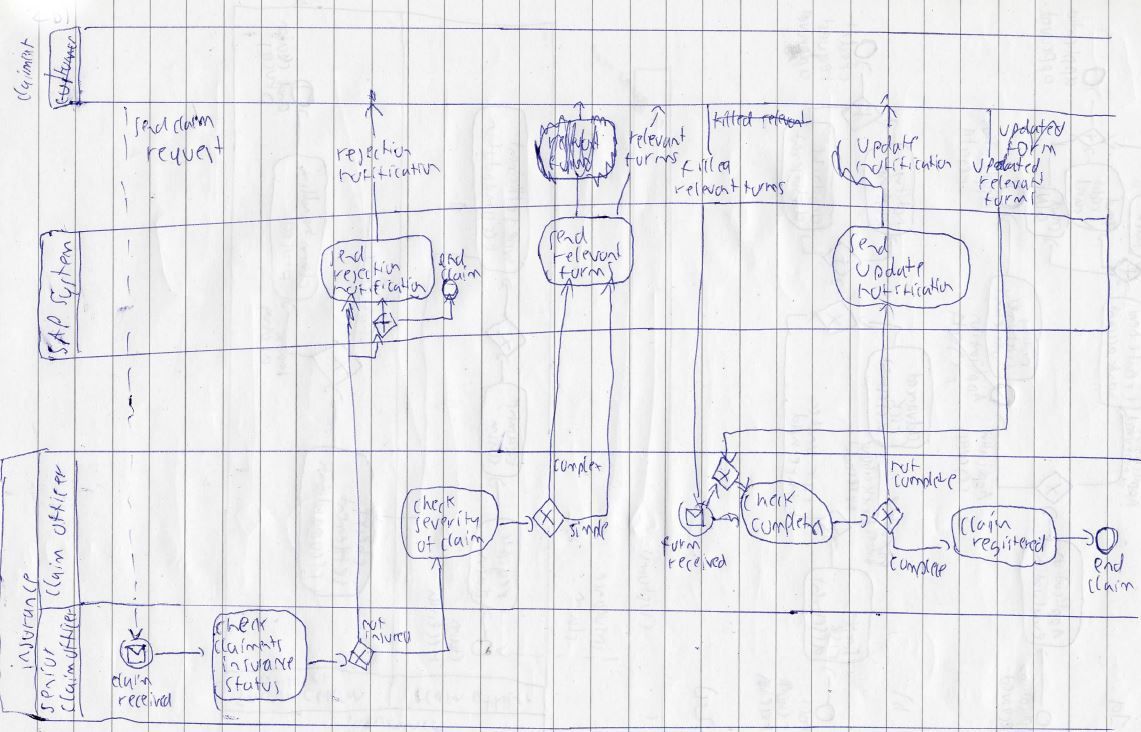 claimant
customer
send claim
request
rejection
notification
relevant
forms
relevant
forms
filled relevant
filled
relevant forms
update
notification
updated
form
updated
relevant
forms
SAP System
send
rejection
notification
end
claim
send
relevant
forms
send
update
notification
insurance
claim officer
check
severity
of claim
complex
simple
form
received
check
completn
not
complete
complete
claim
registered
end
claim
senior
claim officer
claim
received
check
claimants
insurance
status
not
insured